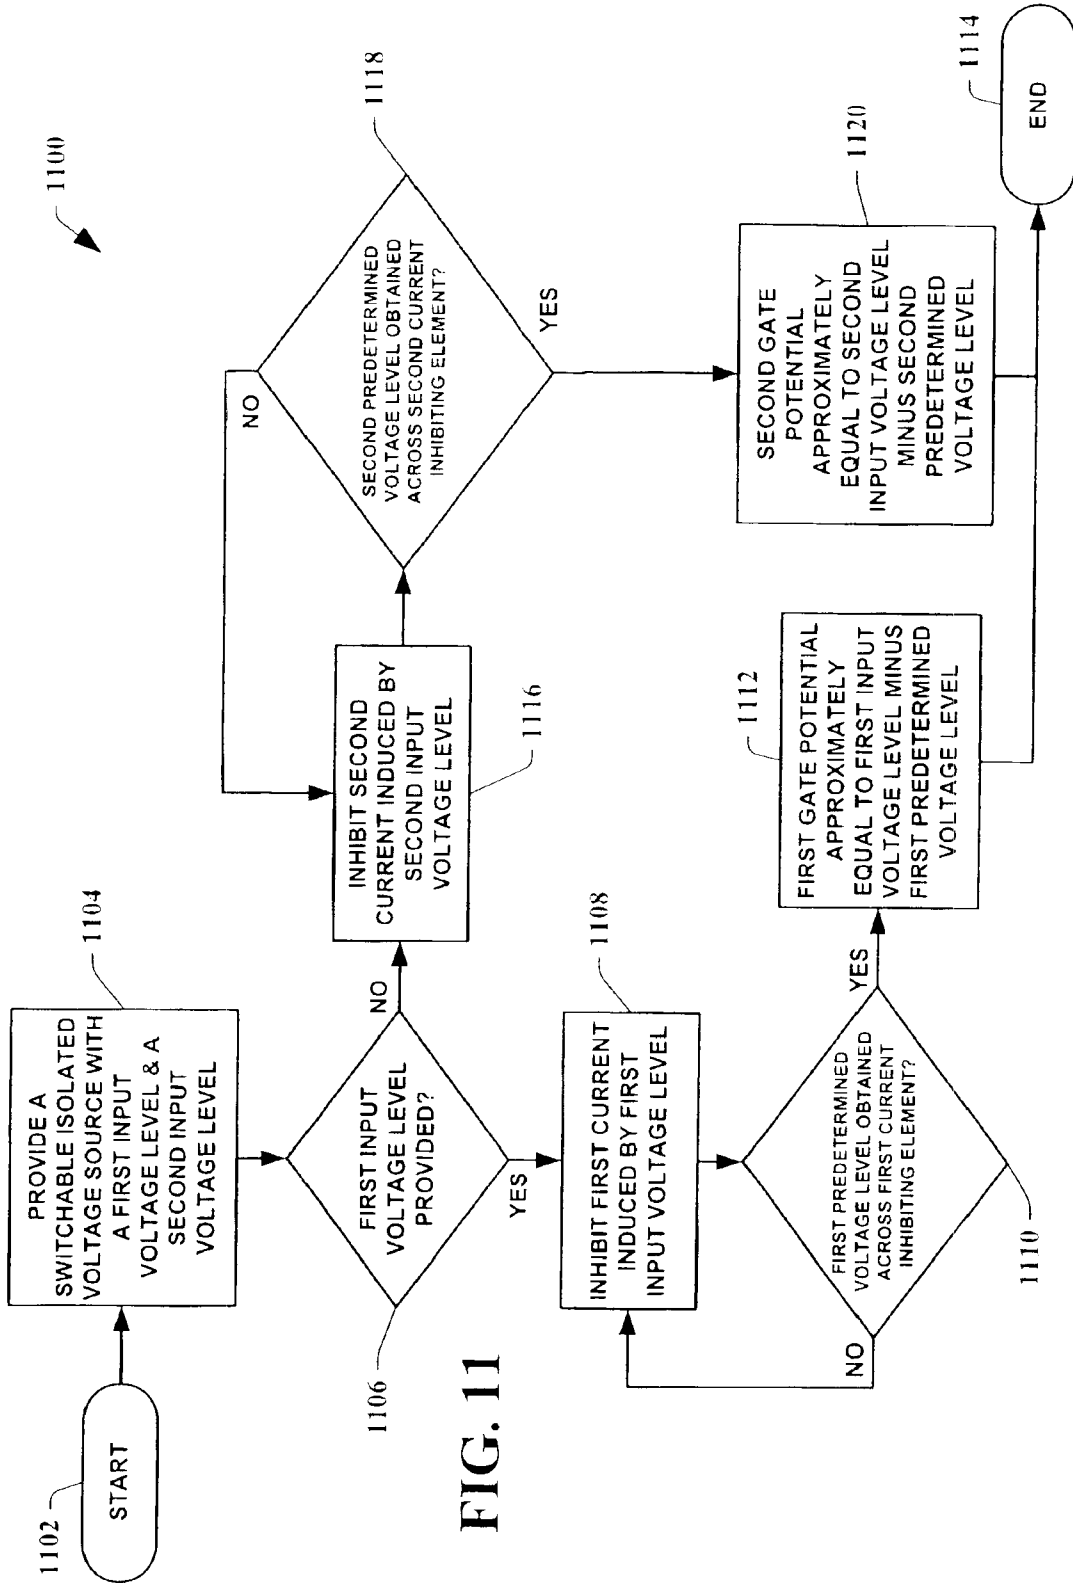 1100
1102
START
1104
PROVIDE A
SWITCHABLE ISOLATED
VOLTAGE SOURCE WITH
A FIRST INPUT
VOLTAGE LEVEL & A
SECOND INPUT
VOLTAGE LEVEL
1106
FIRST INPUT
VOLTAGE LEVEL
PROVIDED?
NO
YES
1116
INHIBIT SECOND
CURRENT INDUCED BY
SECOND INPUT
VOLTAGE LEVEL
1118
SECOND PREDETERMINED
VOLTAGE LEVEL OBTAINED
ACROSS SECOND CURRENT
INHIBITING ELEMENT?
NO
YES
1108
INHIBIT FIRST CURRENT
INDUCED BY FIRST
INPUT VOLTAGE LEVEL
1110
FIRST PREDETERMINED
VOLTAGE LEVEL OBTAINED
ACROSS FIRST CURRENT
INHIBITING ELEMENT?
NO
YES
1112
FIRST GATE POTENTIAL
APPROXIMATELY
EQUAL TO FIRST INPUT
VOLTAGE LEVEL MINUS
FIRST PREDETERMINED
VOLTAGE LEVEL
1120
SECOND GATE
POTENTIAL
APPROXIMATELY
EQUAL TO SECOND
INPUT VOLTAGE LEVEL
MINUS SECOND
PREDETERMINED
VOLTAGE LEVEL
1114
END
FIG. 11